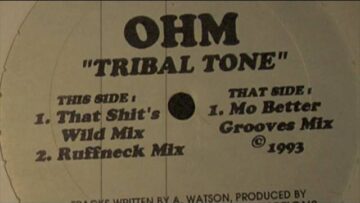 OHM
"TRIBAL TONE"
THIS SIDE:
1. That Shit's
Wild Mix
2. Ruffneck Mix
THAT SIDE:
1. Mo Better
Grooves Mix
© 1993
TRACKS WRITTEN BY A. WATSON, PRODUCED BY